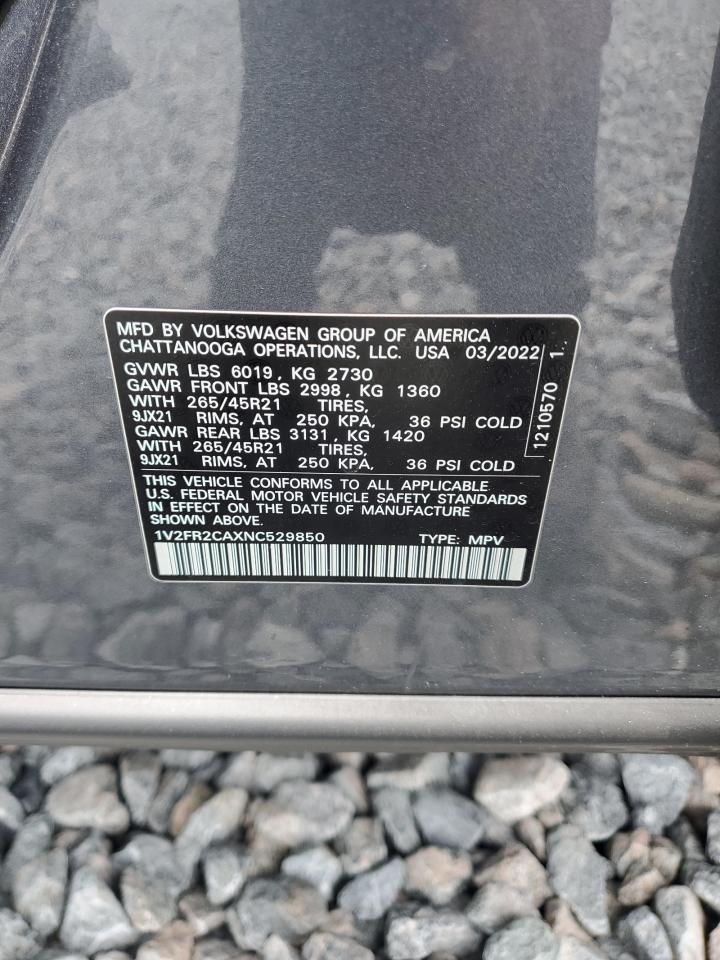 MFD BY VOLKSWAGEN GROUP OF AMERICA
CHATTANOOGA OPERATIONS, LLC. USA 03/2022
GVWR LBS 6019, KG 2730
GAWR FRONT LBS 2998, KG 1360
WITH 265/45R21 TIRES,
9JX21 RIMS, AT 250 KPA, 36 PSI COLD
GAWR REAR LBS 3131, KG 1420
WITH 265/45R21 TIRES,
9JX21 RIMS, AT 250 KPA, 36 PSI COLD
THIS VEHICLE CONFORMS TO ALL APPLICABLE
U.S. FEDERAL MOTOR VEHICLE SAFETY STANDARDS
IN EFFECT ON THE DATE OF MANUFACTURE
SHOWN ABOVE.
1V2FR2CAXNC529850 TYPE: MPV
1210570 1.